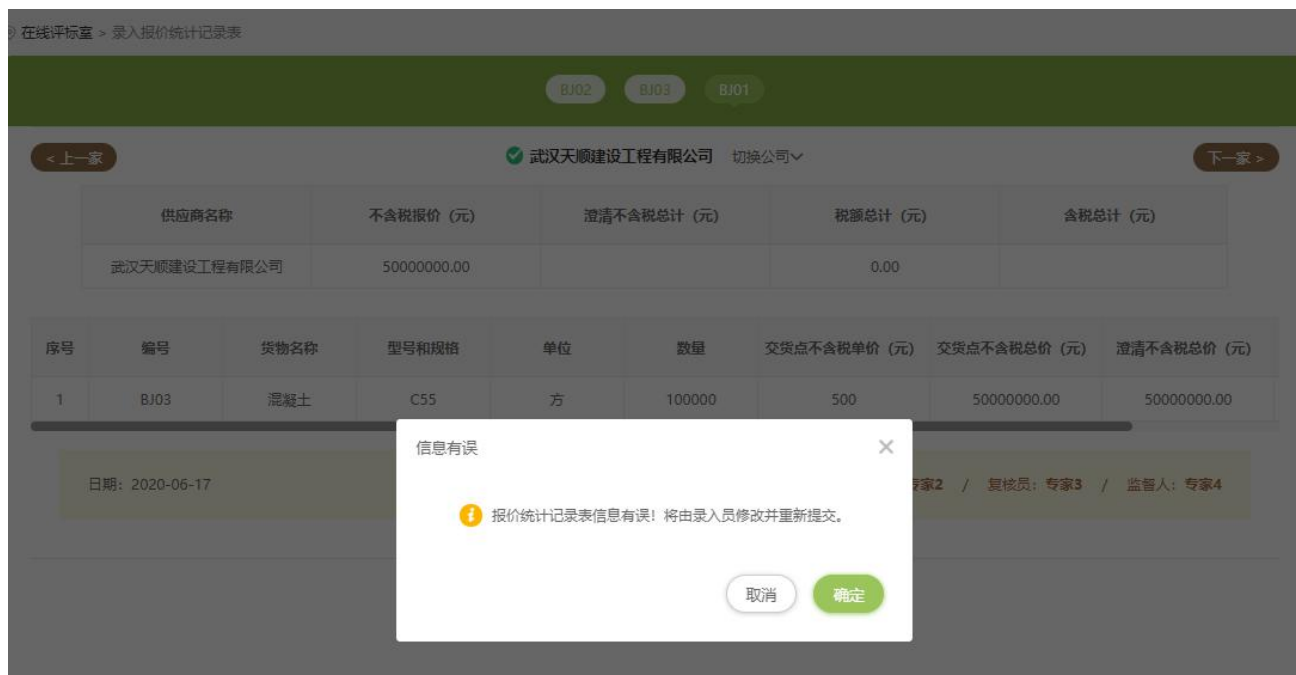 在线评标室 > 录入报价统计记录表
BJ02 BJ03 BJ01
< 上一家 武汉天顺建设工程有限公司 切换公司 下一家 >
供应商名称 不含税报价（元） 澄清不含税总计（元） 税额总计（元） 含税总计（元）
武汉天顺建设工程有限公司 50000000.00 0.00
序号 编号 货物名称 型号和规格 单位 数量 交货点不含税单价（元） 交货点不含税总价（元） 澄清不含税总价（元）
1 BJ03 混凝土 C55 方 100000 500 50000000.00 50000000.00
信息有误
日期：2020-06-17 专家2 / 复核员：专家3 / 监督人：专家4
报价统计记录表信息有误！将由录入员修改并重新提交。
取消 确定